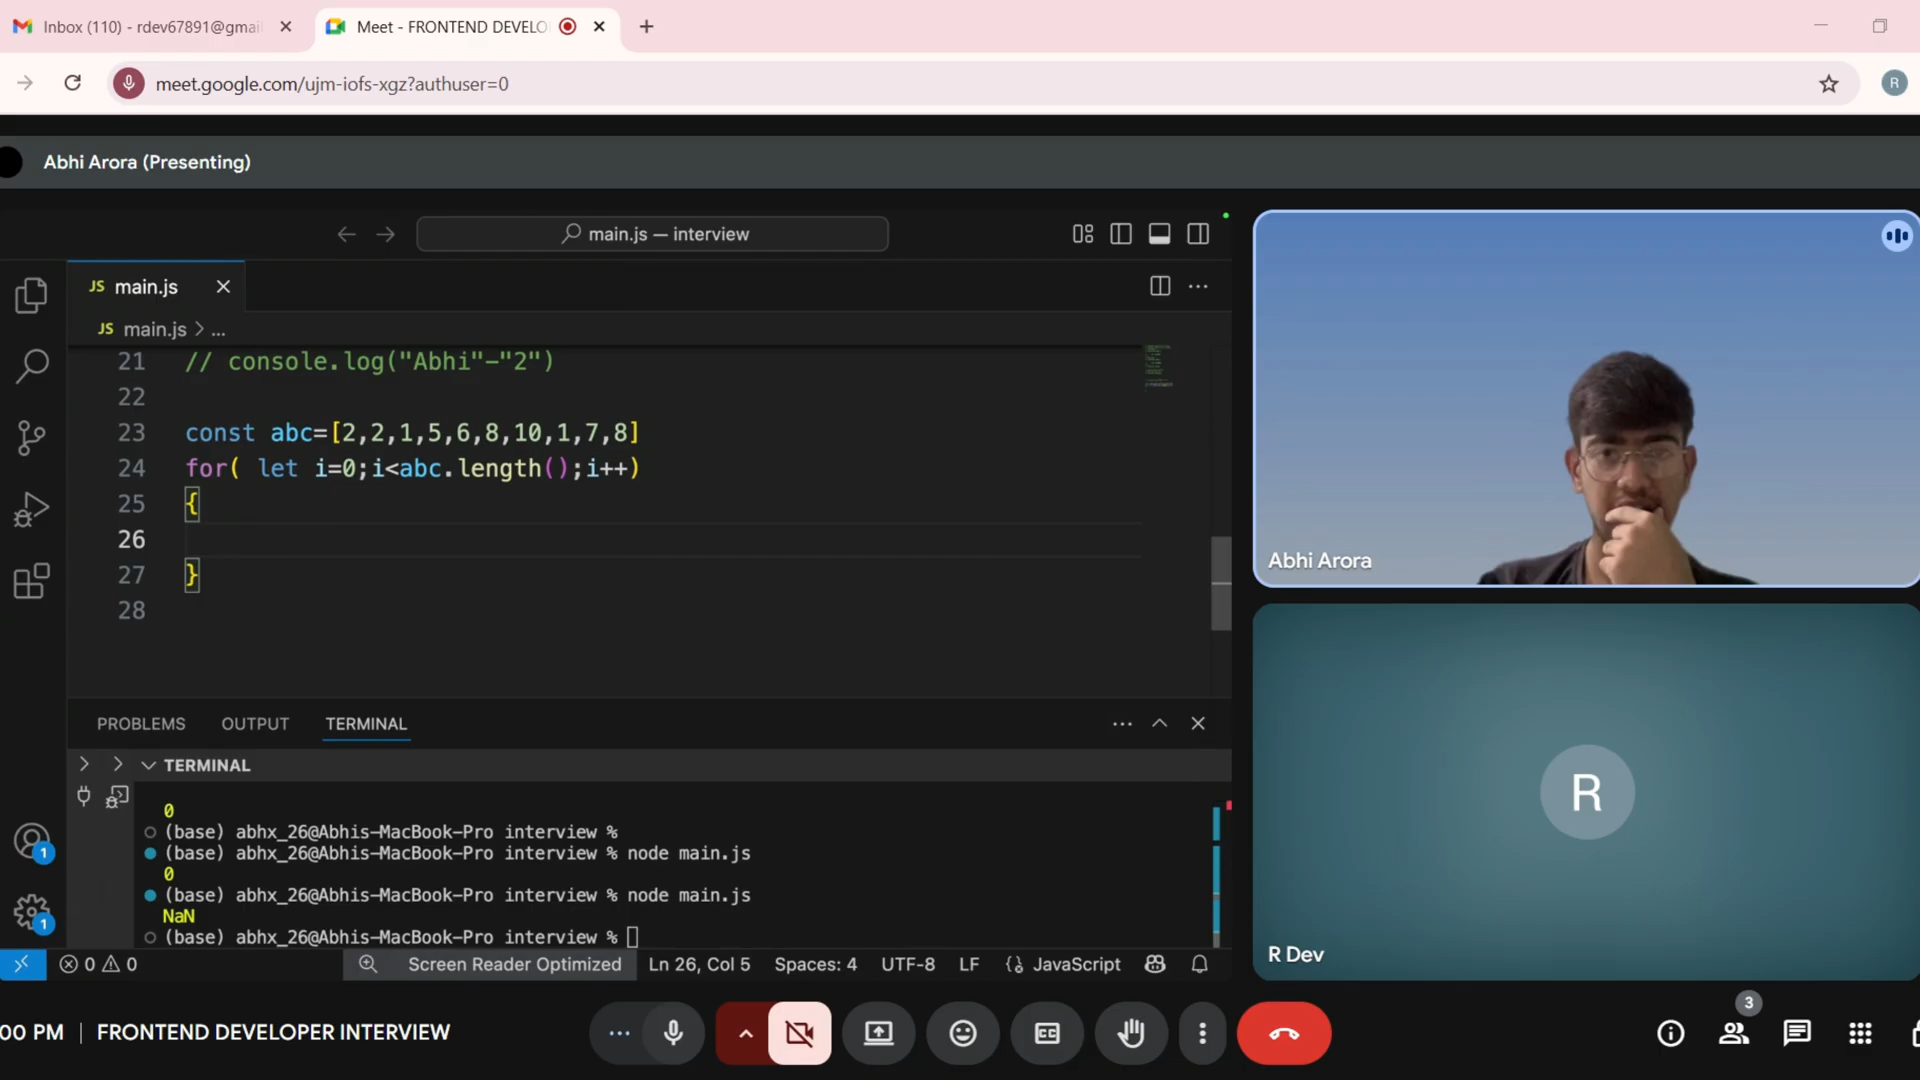 Inbox (110) - rdev67891@gmai
Meet - FRONTEND DEVELO
meet.google.com/ujm-iofs-xgz?authuser=0
R
Abhi Arora (Presenting)
main.js — interview
JS main.js
JS main.js > ...
21 // console.log("Abhi"-"2")
22
23 const abc=[2,2,1,5,6,8,10,1,7,8]
24 for( let i=0;i<abc.length();i++)
25 {
26
27 }
28
Abhi Arora
R
R Dev
PROBLEMS OUTPUT TERMINAL
TERMINAL
0
(base) abhx_26@Abhis-MacBook-Pro interview %
(base) abhx_26@Abhis-MacBook-Pro interview % node main.js
0
(base) abhx_26@Abhis-MacBook-Pro interview % node main.js
NaN
(base) abhx_26@Abhis-MacBook-Pro interview %
1
1
0 0 Screen Reader Optimized Ln 26, Col 5 Spaces: 4 UTF-8 LF {} JavaScript
00 PM | FRONTEND DEVELOPER INTERVIEW
CC
3